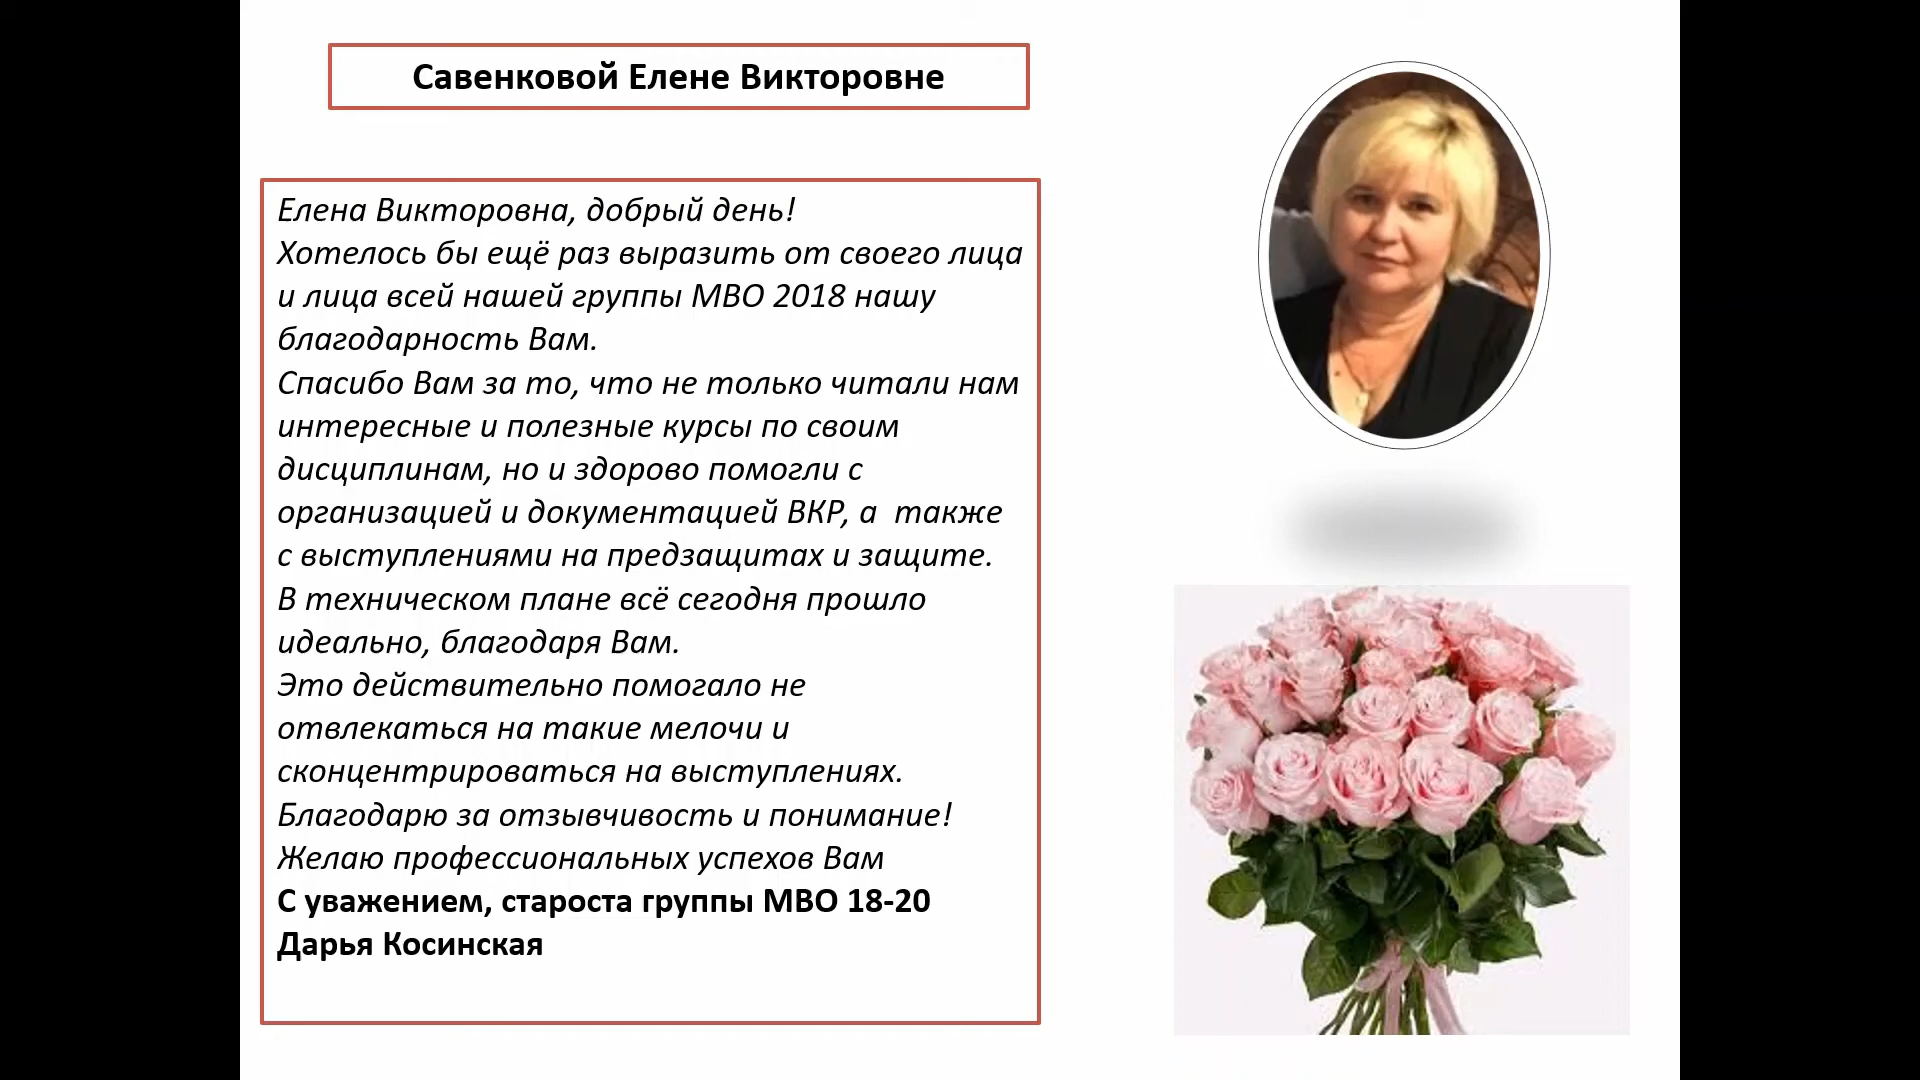 Савенковой Елене Викторовне
Елена Викторовна, добрый день!
Хотелось бы ещё раз выразить от своего лица
и лица всей нашей группы МВО 2018 нашу
благодарность Вам.
Спасибо Вам за то, что не только читали нам
интересные и полезные курсы по своим
дисциплинам, но и здорово помогли с
организацией и документацией ВКР, а  также
с выступлениями на предзащитах и защите.
В техническом плане всё сегодня прошло
идеально, благодаря Вам.
Это действительно помогало не
отвлекаться на такие мелочи и
сконцентрироваться на выступлениях.
Благодарю за отзывчивость и понимание!
Желаю профессиональных успехов Вам
С уважением, староста группы МВО 18-20
Дарья Косинская